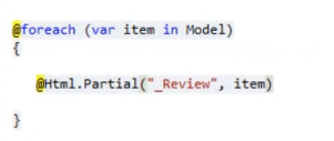 @foreach (var item in Model)
{
@Html.Partial("_Review", item)
}